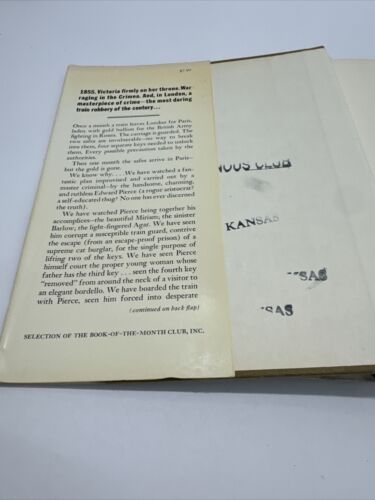 $7.95
1855. Victoria firmly on her throne. War
raging in the Crimea. And, in London, a
masterpiece of crime—the most daring
train robbery of the century...
Once a month a train leaves London for Paris,
laden with gold bullion for the British Army
fighting in Russia. The carriage is guarded. The
two safes are invulnerable—no way to break
into them, four separate keys needed to unlock
them. Every possible precaution taken by the
authorities.
Then one month the safes arrive in Paris—
but the gold is gone.
We know why... We have watched a fan-
tastic plan improvised and carried out by a
master criminal—by the handsome, charming,
and ruthless Edward Pierce (a rogue aristocrat?
a self-educated thug? No one has ever discerned
the truth).
We have watched Pierce bring together his
accomplices—the beautiful Miriam; the sinister
Barlow; the light-fingered Agar. We have seen
him corrupt a susceptible train guard, contrive
the escape (from an escape-proof prison) of a
supreme cat burglar, for the single purpose of
lifting two of the keys. We have seen Pierce
himself court the proper young woman whose
father has the third key... seen the fourth key
"removed" from around the neck of a visitor to
an elegant bordello. We have boarded the train
with Pierce, seen him forced into desperate
(continued on back flap)
SELECTION OF THE BOOK-OF-THE-MONTH CLUB, INC.
CLUB
KANSAS
SAS
SAS